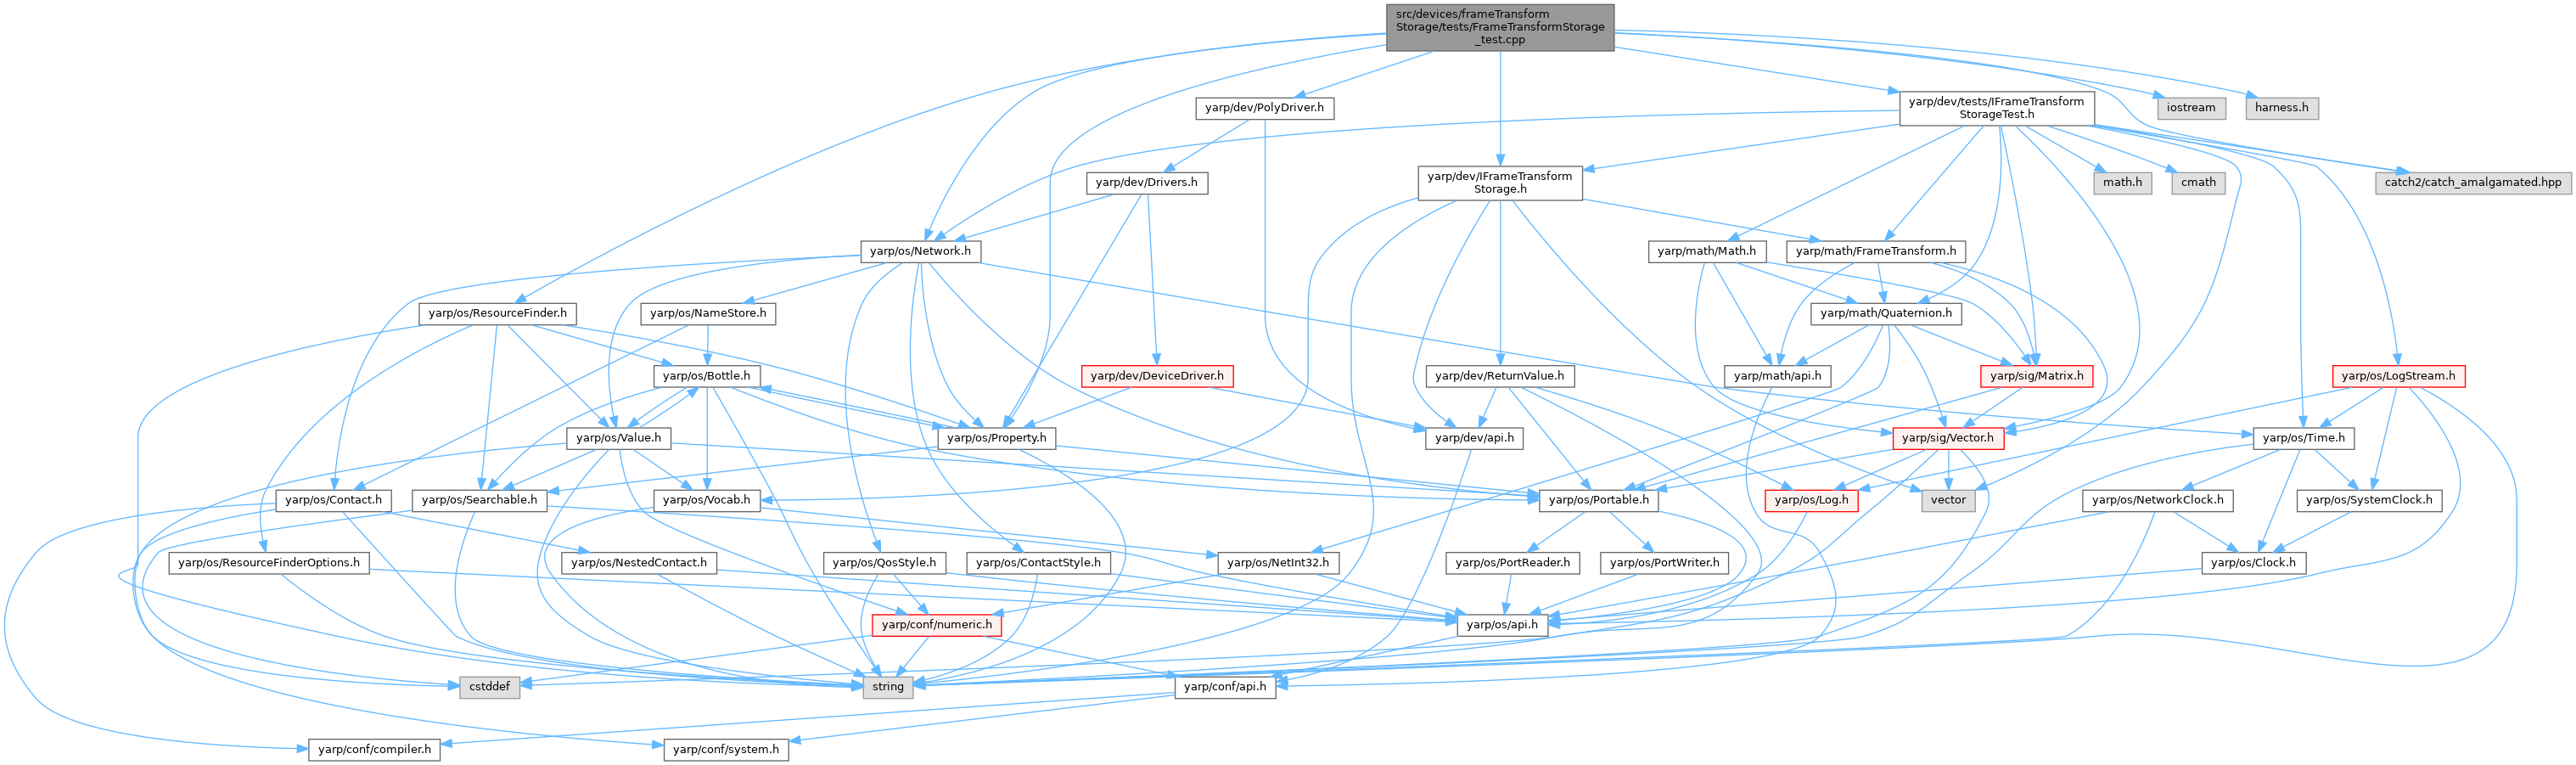 src/devices/frameTransform
Storage/tests/FrameTransformStorage
_test.cpp
yarp/dev/PolyDriver.h
yarp/dev/tests/IFrameTransform
StorageTest.h
iostream
harness.h
yarp/dev/Drivers.h
yarp/dev/IFrameTransform
Storage.h
math.h
cmath
catch2/catch_amalgamated.hpp
yarp/os/Network.h
yarp/math/Math.h
yarp/math/FrameTransform.h
yarp/os/ResourceFinder.h
yarp/os/NameStore.h
yarp/math/Quaternion.h
yarp/os/Bottle.h
yarp/dev/DeviceDriver.h
yarp/dev/ReturnValue.h
yarp/math/api.h
yarp/sig/Matrix.h
yarp/os/LogStream.h
yarp/os/Value.h
yarp/os/Property.h
yarp/dev/api.h
yarp/sig/Vector.h
yarp/os/Time.h
yarp/os/Contact.h
yarp/os/Searchable.h
yarp/os/Vocab.h
yarp/os/Portable.h
yarp/os/Log.h
vector
yarp/os/NetworkClock.h
yarp/os/SystemClock.h
yarp/os/ResourceFinderOptions.h
yarp/os/NestedContact.h
yarp/os/QosStyle.h
yarp/os/ContactStyle.h
yarp/os/NetInt32.h
yarp/os/PortReader.h
yarp/os/PortWriter.h
yarp/os/Clock.h
yarp/conf/numeric.h
yarp/os/api.h
cstddef
string
yarp/conf/api.h
yarp/conf/compiler.h
yarp/conf/system.h